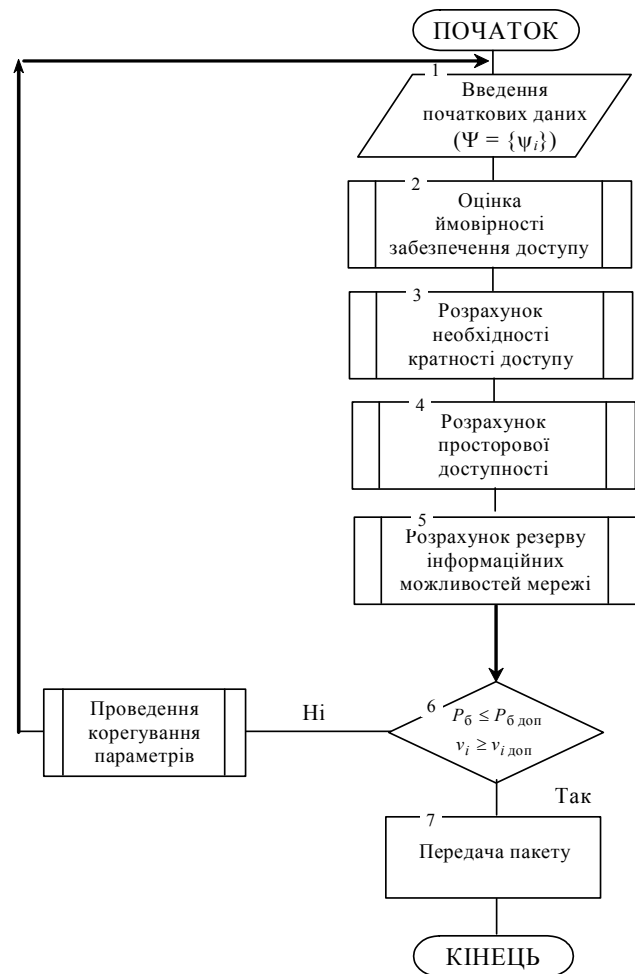 ПОЧАТОК
1
Введення
початкових даних
(Ψ = {ψi})
2
Оцінка
ймовірності
забезпечення доступу
3
Розрахунок
необхідності
кратності доступу
4
Розрахунок
просторової
доступності
5
Розрахунок резерву
інформаційних
можливостей мережі
6
Pб ≤ Pб доп
vi ≥ vi доп
Ні
Проведення
корегування
параметрів
Так
7
Передача пакету
КІНЕЦЬ